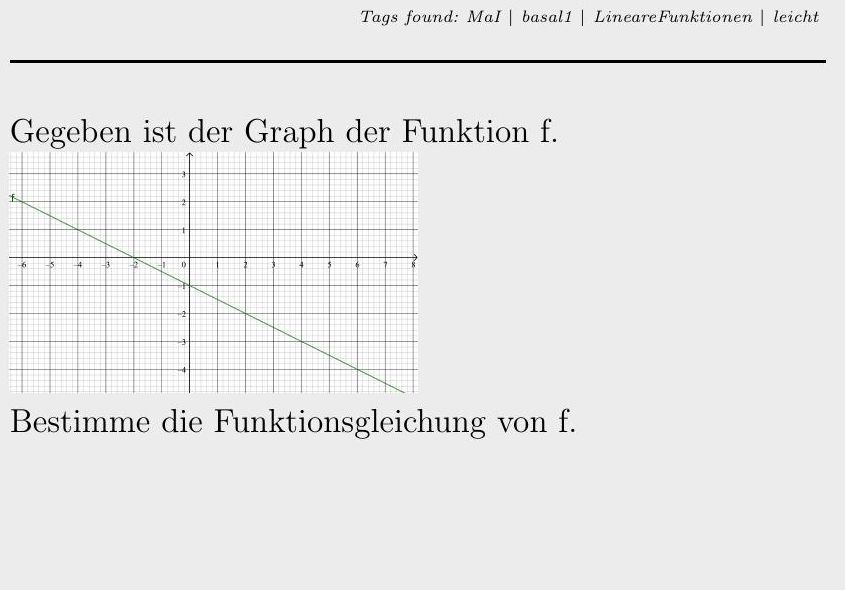 Tags found: MaI | basal1 | LineareFunktionen | leicht
Gegeben ist der Graph der Funktion f.
3
f
2
1
-6 -5 -4 -3 -2 -1 0 1 2 3 4 5 6 7 8
-1
-2
-3
-4
Bestimme die Funktionsgleichung von f.